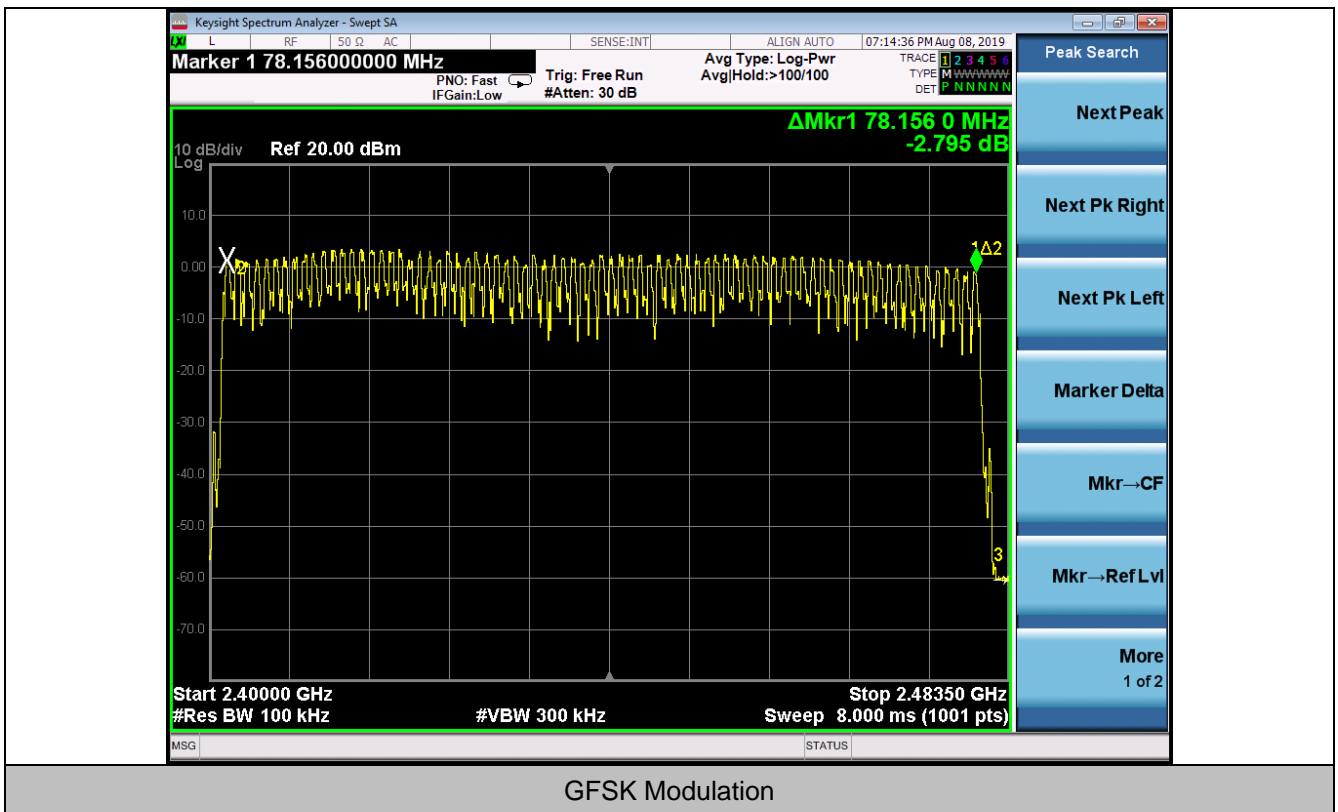 Keysight Spectrum Analyzer - Swept SA
LXI L RF 50 Ω AC SENSE:INT ALIGN AUTO 07:14:36 PM Aug 08, 2019
Marker 1 78.156000000 MHz
PNO: Fast
IFGain:Low
Trig: Free Run
#Atten: 30 dB
Avg Type: Log-Pwr
Avg|Hold:>100/100
TRACE 1 2 3 4 5 6
TYPE M WWWWW
DET P N N N N N
ΔMkr1 78.156 0 MHz
-2.795 dB
10 dB/div Ref 20.00 dBm
Log
10.0
0.00
-10.0
-20.0
-30.0
-40.0
-50.0
-60.0
-70.0
X2
1Δ2
3
Start 2.40000 GHz Stop 2.48350 GHz
#Res BW 100 kHz #VBW 300 kHz Sweep 8.000 ms (1001 pts)
MSG STATUS
Peak Search
Next Peak
Next Pk Right
Next Pk Left
Marker Delta
Mkr→CF
Mkr→Ref Lvl
More
1 of 2
GFSK Modulation